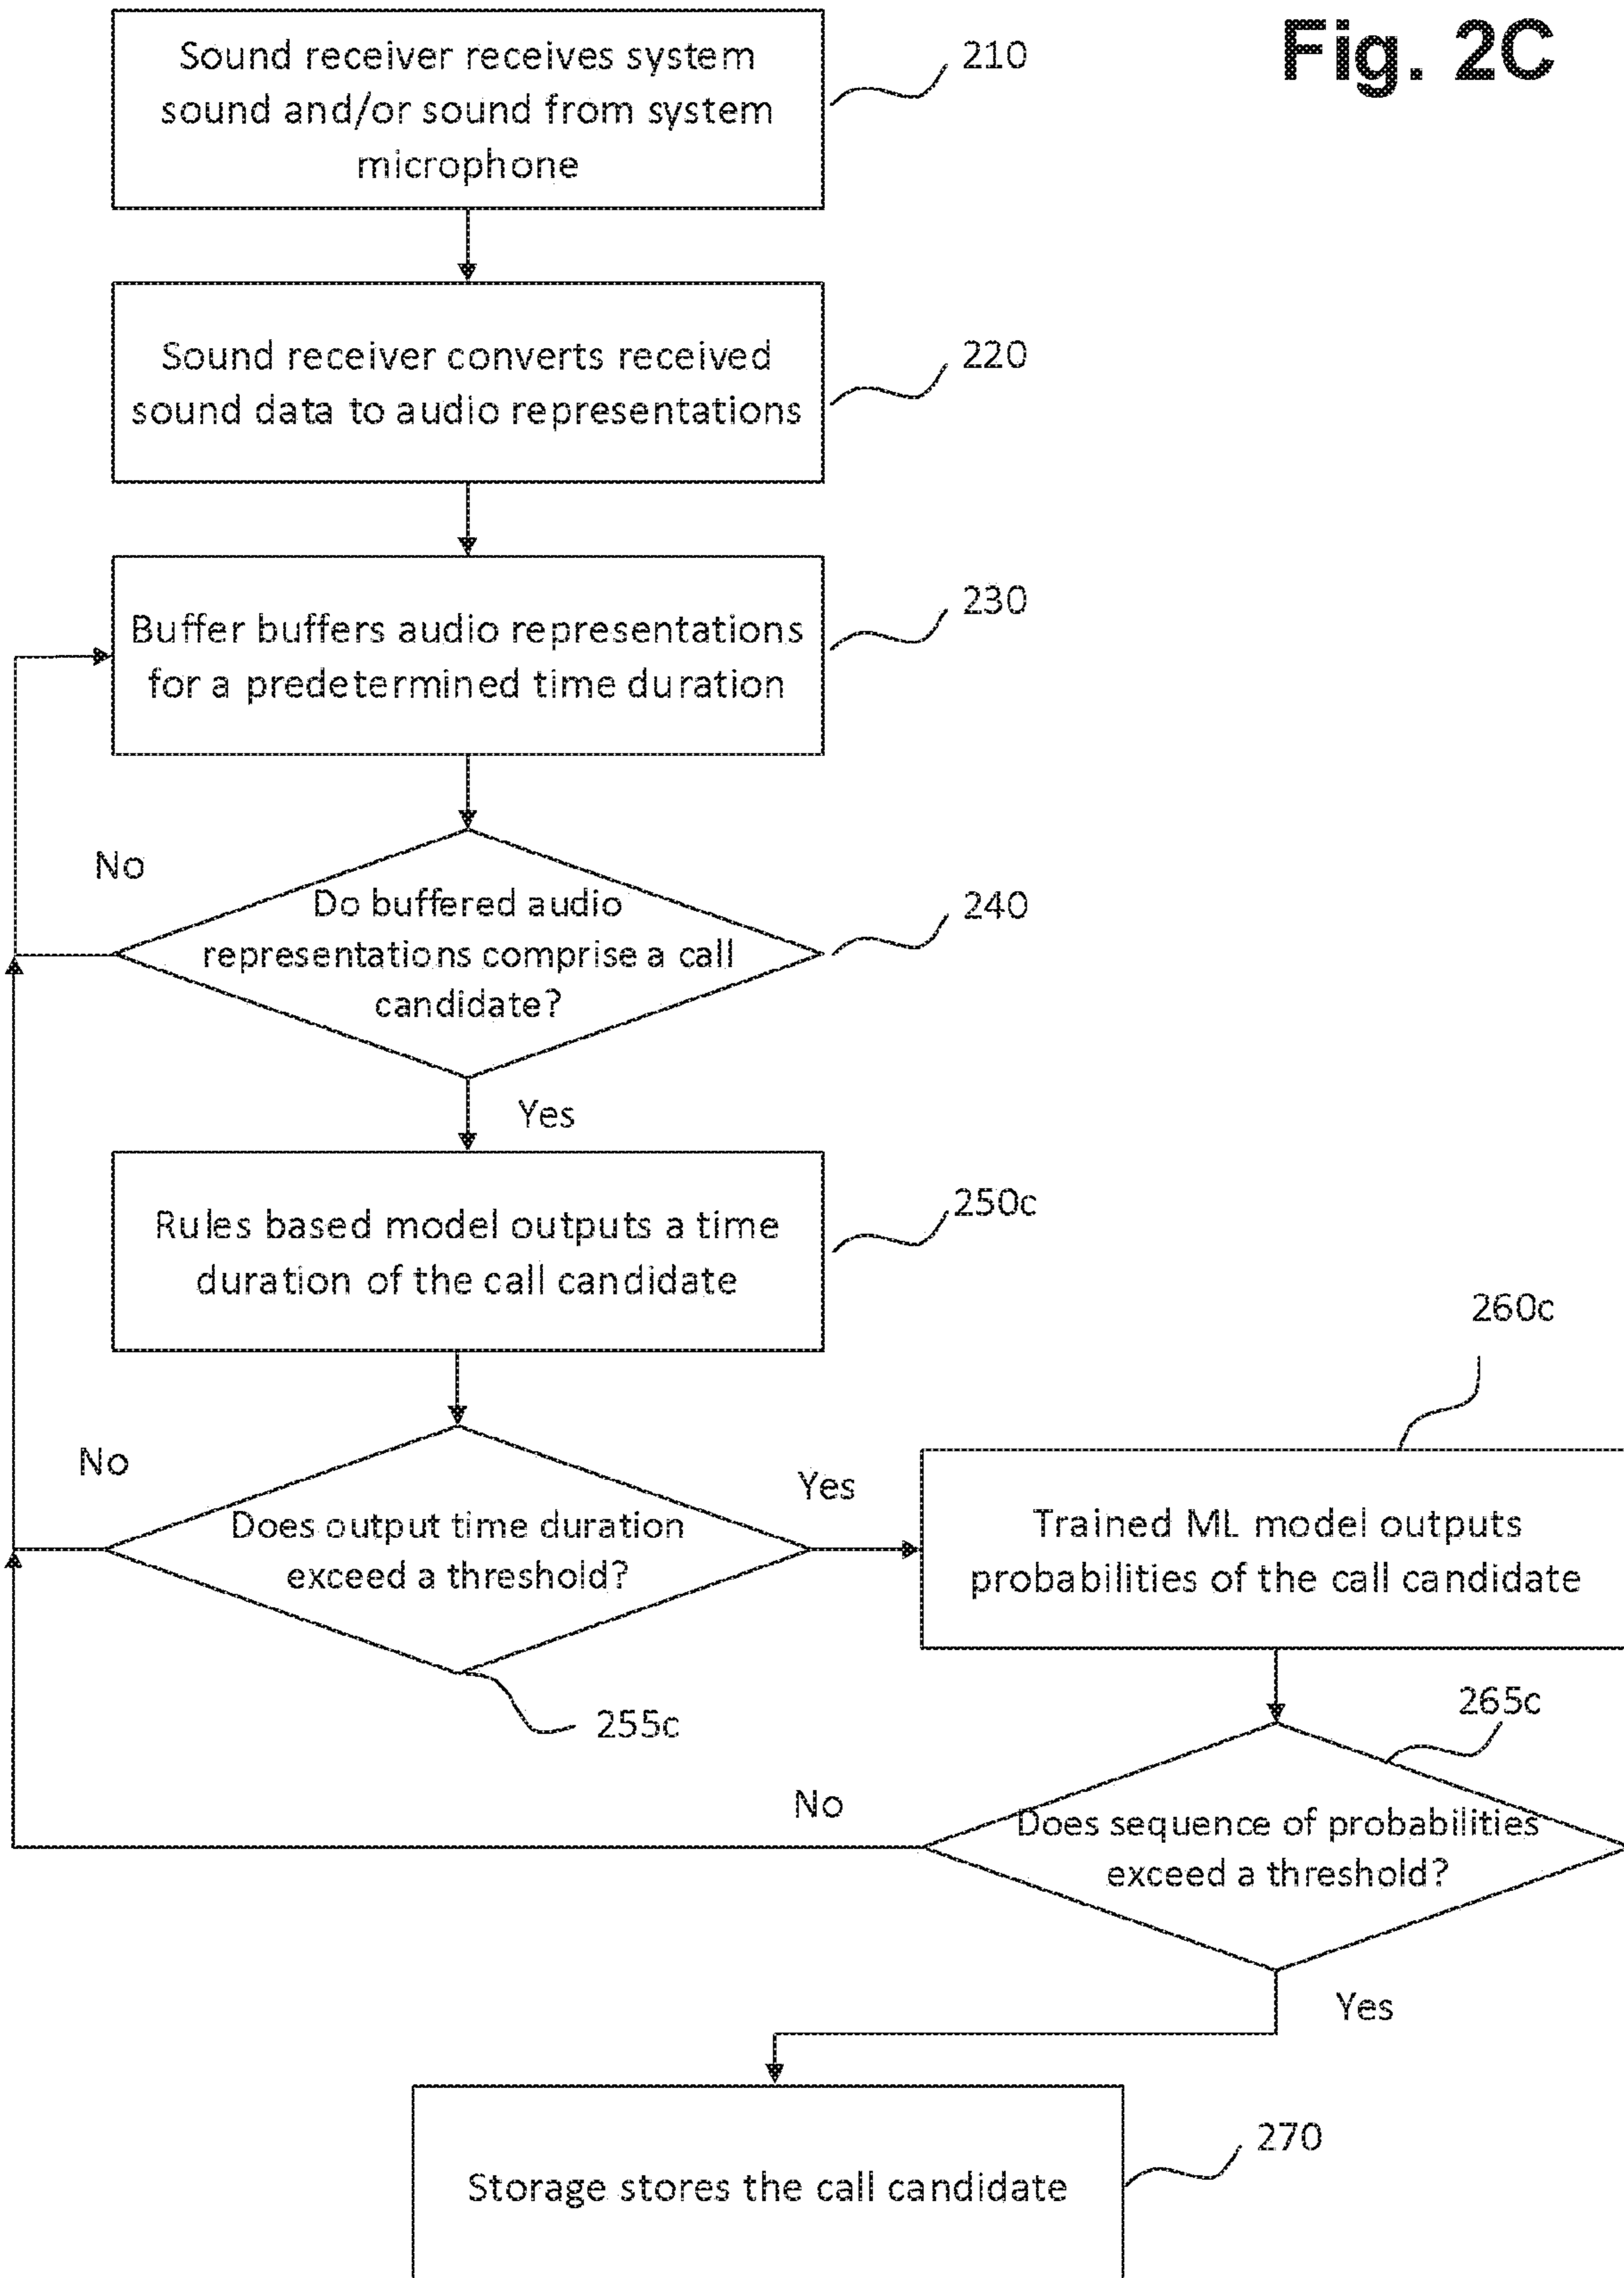 Fig. 2C
Sound receiver receives system
sound and/or sound from system
microphone
210
Sound receiver converts received
sound data to audio representations
220
Buffer buffers audio representations
for a predetermined time duration
230
No
Do buffered audio
representations comprise a call
candidate?
240
Yes
Rules based model outputs a time
duration of the call candidate
250c
260c
No
Does output time duration
exceed a threshold?
Yes
255c
Trained ML model outputs
probabilities of the call candidate
265c
No
Does sequence of probabilities
exceed a threshold?
Yes
Storage stores the call candidate
270